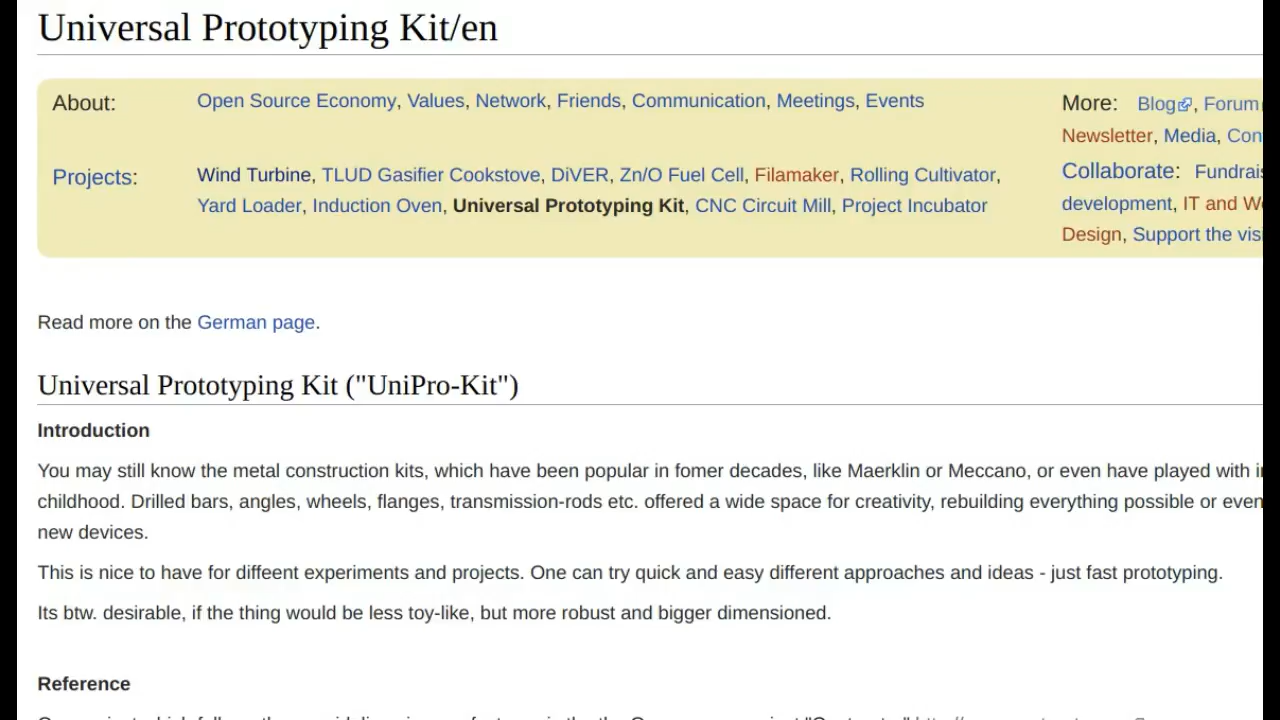 Universal Prototyping Kit/en
About: Open Source Economy, Values, Network, Friends, Communication, Meetings, Events
Projects: Wind Turbine, TLUD Gasifier Cookstove, DiVER, Zn/O Fuel Cell, Filamaker, Rolling Cultivator,
Yard Loader, Induction Oven, Universal Prototyping Kit, CNC Circuit Mill, Project Incubator
More: Blog, Forum
Newsletter, Media,
Collaborate:
development, IT and
Design, Support the
Read more on the German page.
Universal Prototyping Kit ("UniPro-Kit")
Introduction
You may still know the metal construction kits, which have been popular in fomer decades, like Maerklin or Meccano, or even have played with
childhood. Drilled bars, angles, wheels, flanges, transmission-rods etc. offered a wide space for creativity, rebuilding everything possible or even
new devices.
This is nice to have for diffeent experiments and projects. One can try quick and easy different approaches and ideas - just fast prototyping.
Its btw. desirable, if the thing would be less toy-like, but more robust and bigger dimensioned.
Reference